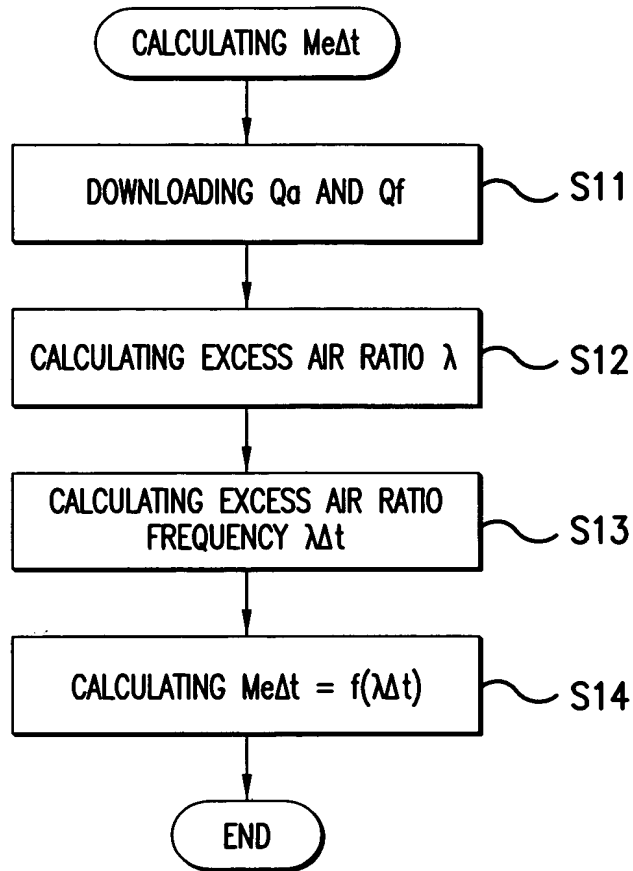 CALCULATING MeΔt
DOWNLOADING Qa AND Qf
S11
CALCULATING EXCESS AIR RATIO λ
S12
CALCULATING EXCESS AIR RATIO
FREQUENCY λΔt
S13
CALCULATING MeΔt = f(λΔt)
S14
END